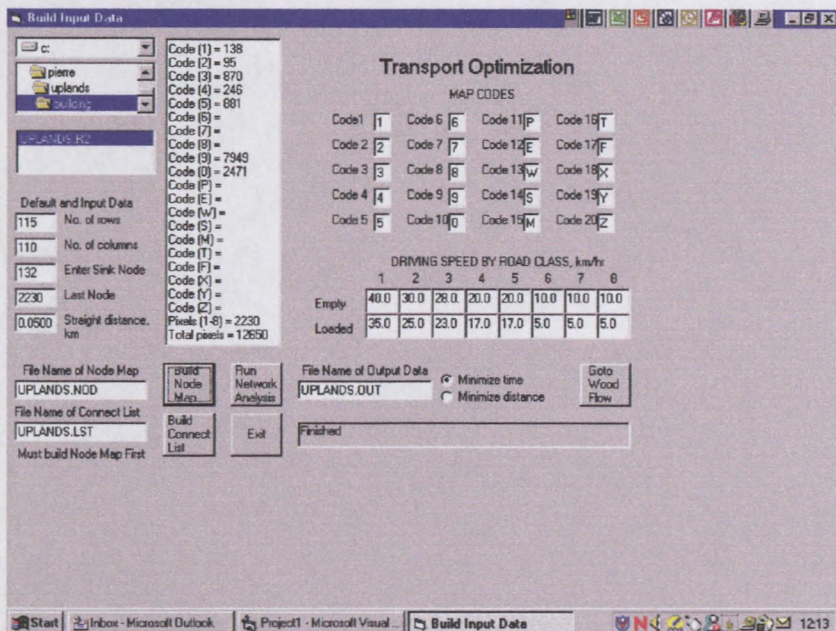 Build Input Data
c:
pierre
uplands
building
UPLANDS.R2
Default and Input Data
115 No. of rows
110 No. of columns
132 Enter Sink Node
2230 Last Node
0.0500 Straight distance, km
Code (1) = 138
Code (2) = 95
Code (3) = 870
Code (4) = 246
Code (5) = 881
Code (6) =
Code (7) =
Code (8) =
Code (9) = 7949
Code (0) = 2471
Code (P) =
Code (E) =
Code (W) =
Code (S) =
Code (M) =
Code (T) =
Code (F) =
Code (X) =
Code (Y) =
Code (Z) =
Pixels (1-8) = 2230
Total pixels = 12650
Transport Optimization
MAP CODES
Code1 1 Code 6 6 Code 11 P Code 16 T
Code 2 2 Code 7 7 Code 12 E Code 17 F
Code 3 3 Code 8 8 Code 13 W Code 18 X
Code 4 4 Code 9 9 Code 14 S Code 19 Y
Code 5 5 Code 10 0 Code 15 M Code 20 Z
DRIVING SPEED BY ROAD CLASS, km/hr
1 2 3 4 5 6 7 8
Empty 40.0 30.0 28.0. 20.0 20.0 10.0 10.0 10.0
Loaded 35.0 25.0 23.0 17.0 17.0 5.0 5.0 5.0
File Name of Node Map
UPLANDS.NOD
File Name of Connect List
UPLANDS.LST
Must build Node Map First
Build Node Map
Run Network Analysis
Build Connect List
Exit
File Name of Output Data
UPLANDS.OUT
Minimize time
Minimize distance
Goto Wood Flow
Finished
Start Inbox - Microsoft Outlook Project1 - Microsoft Visual ... Build Input Data 12:13